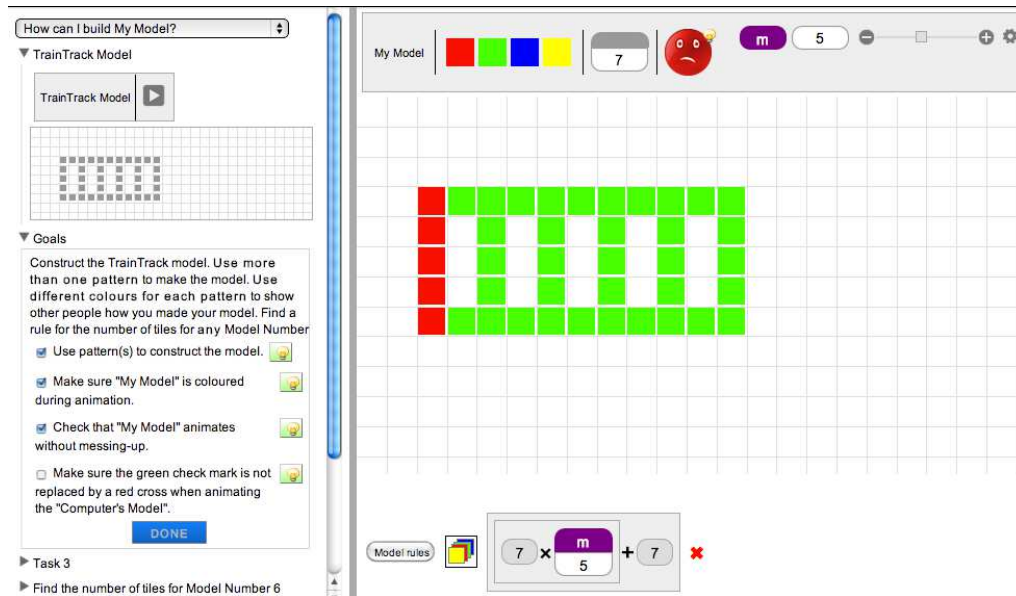 How can I build My Model?
TrainTrack Model
TrainTrack Model
Goals
Construct the TrainTrack model. Use more
than one pattern to make the model. Use
different colours for each pattern to show
other people how you made your model. Find a
rule for the number of tiles for any Model Number
Use pattern(s) to construct the model.
Make sure "My Model" is coloured
during animation.
Check that "My Model" animates
without messing-up.
Make sure the green check mark is not
replaced by a red cross when animating
the "Computer's Model".
DONE
Task 3
Find the number of tiles for Model Number 6
My Model
7
m 5
Model rules
7 × m 5 + 7